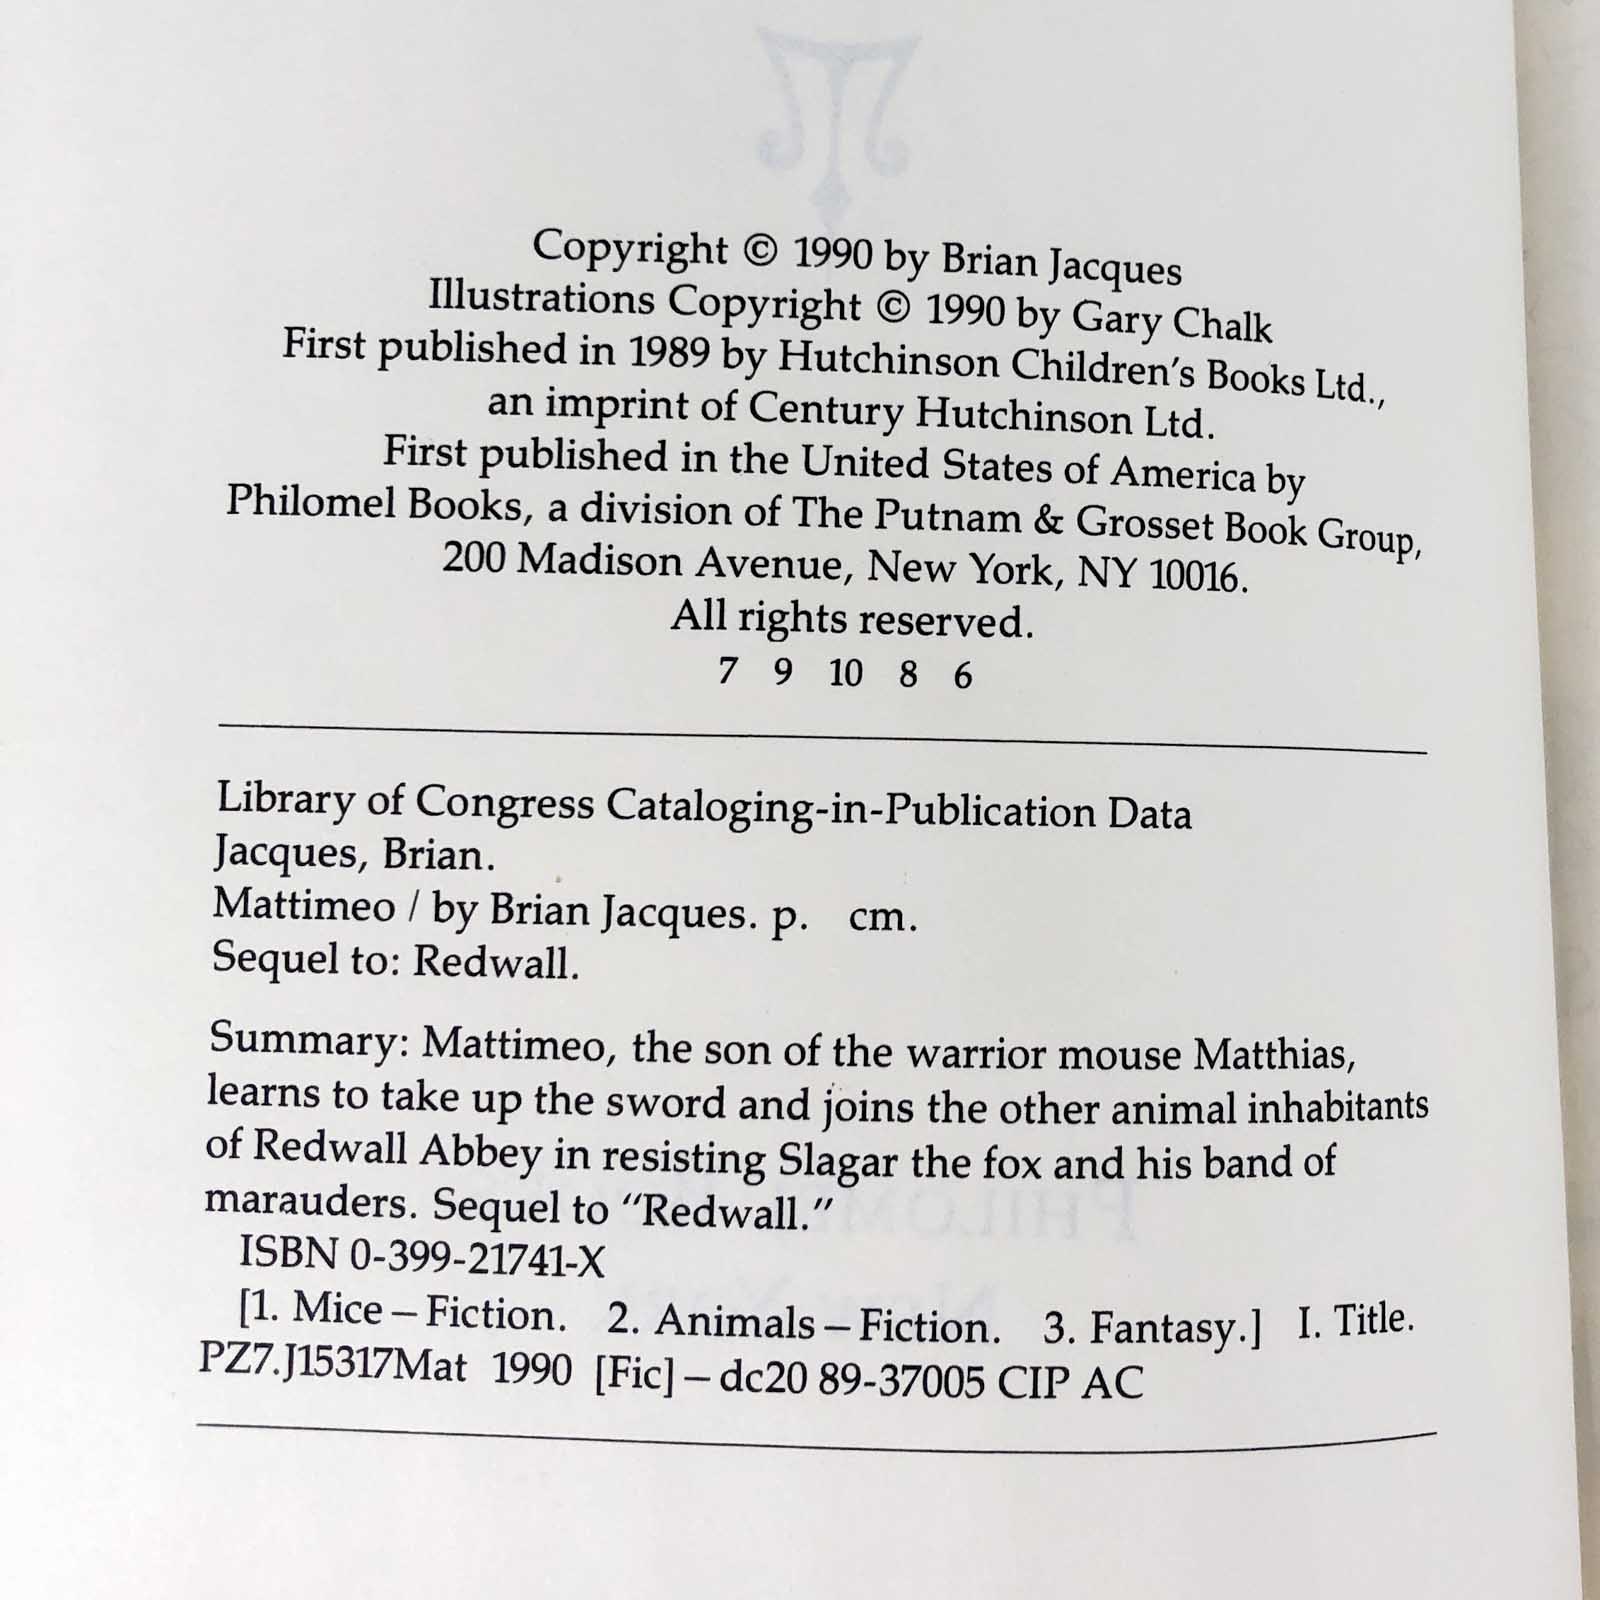 Copyright © 1990 by Brian Jacques
Illustrations Copyright © 1990 by Gary Chalk
First published in 1989 by Hutchinson Children's Books Ltd.,
an imprint of Century Hutchinson Ltd.
First published in the United States of America by
Philomel Books, a division of The Putnam & Grosset Book Group,
200 Madison Avenue, New York, NY 10016.
All rights reserved.
7 9 10 8 6
Library of Congress Cataloging-in-Publication Data
Jacques, Brian.
Mattimeo / by Brian Jacques. p. cm.
Sequel to: Redwall.
Summary: Mattimeo, the son of the warrior mouse Matthias,
learns to take up the sword and joins the other animal inhabitants
of Redwall Abbey in resisting Slagar the fox and his band of
marauders. Sequel to "Redwall."
ISBN 0-399-21741-X
[1. Mice—Fiction. 2. Animals—Fiction. 3. Fantasy.] I. Title.
PZ7.J15317Mat 1990 [Fic]—dc20 89-37005 CIP AC